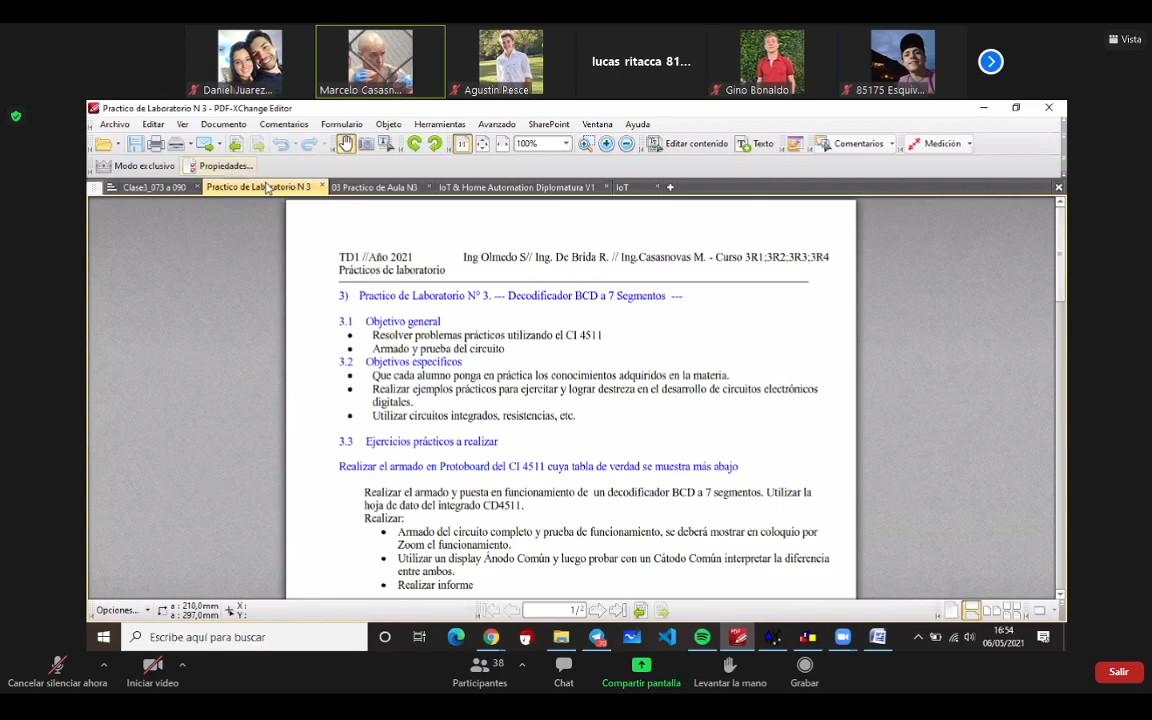 Vista
Daniel Juarez...
Marcelo Casasn...
Agustin Pesce
lucas ritacca 81...
Gino Bonaldo
85175 Esquiv...
Practico de Laboratorio N 3 - PDF-XChange Editor
Archivo Editar Ver Documento Comentarios Formulario Objeto Herramientas Avanzado SharePoint Ventana Ayuda
100% Editar contenido Texto Comentarios Medición
Modo exclusivo Propiedades...
Clase3_073 a 090 Practico de Laboratorio N 3 03 Practico de Aula N3 IoT & Home Automation Diplomatura V1 IoT
TD1 //Año 2021 Ing Olmedo S// Ing. De Brida R. // Ing.Casasnovas M. - Curso 3R1;3R2;3R3;3R4
Prácticos de laboratorio
3) Practico de Laboratorio N° 3. --- Decodificador BCD a 7 Segmentos ---
3.1 Objetivo general
• Resolver problemas prácticos utilizando el CI 4511
• Armado y prueba del circuito
3.2 Objetivos específicos
• Que cada alumno ponga en práctica los conocimientos adquiridos en la materia.
• Realizar ejemplos prácticos para ejercitar y lograr destreza en el desarrollo de circuitos electrónicos
digitales.
• Utilizar circuitos integrados, resistencias, etc.
3.3 Ejercicios prácticos a realizar
Realizar el armado en Protoboard del CI 4511 cuya tabla de verdad se muestra más abajo
Realizar el armado y puesta en funcionamiento de un decodificador BCD a 7 segmentos. Utilizar la
hoja de dato del integrado CD4511.
Realizar:
• Armado del circuito completo y prueba de funcionamiento, se deberá mostrar en coloquio por
Zoom el funcionamiento.
• Utilizar un display Ánodo Común y luego probar con un Cátodo Común interpretar la diferencia
entre ambos.
• Realizar informe
Opciones... a : 210,0mm X:
a : 297,0mm Y:
1/2
Escribe aquí para buscar
16:54
06/05/2021
Cancelar silenciar ahora
Iniciar video
38
Participantes
Chat
Compartir pantalla
Levantar la mano
Grabar
Salir